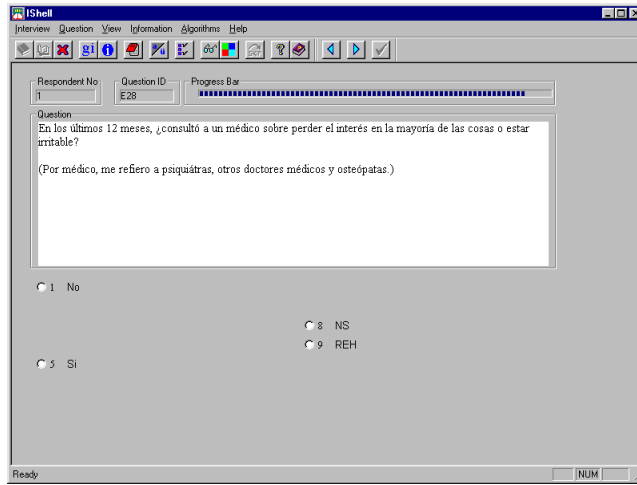 IShell
Interview Question View Information Algorithms Help
gi
Respondent No
1
Question ID
E28
Progress Bar
Question
En los últimos 12 meses, ¿consultó a un médico sobre perder el interés en la mayoría de las cosas o estar
irritable?
(Por médico, me refiero a psiquiátras, otros doctores médicos y osteópatas.)
1 No
8 NS
9 REH
5 Si
Ready
NUM